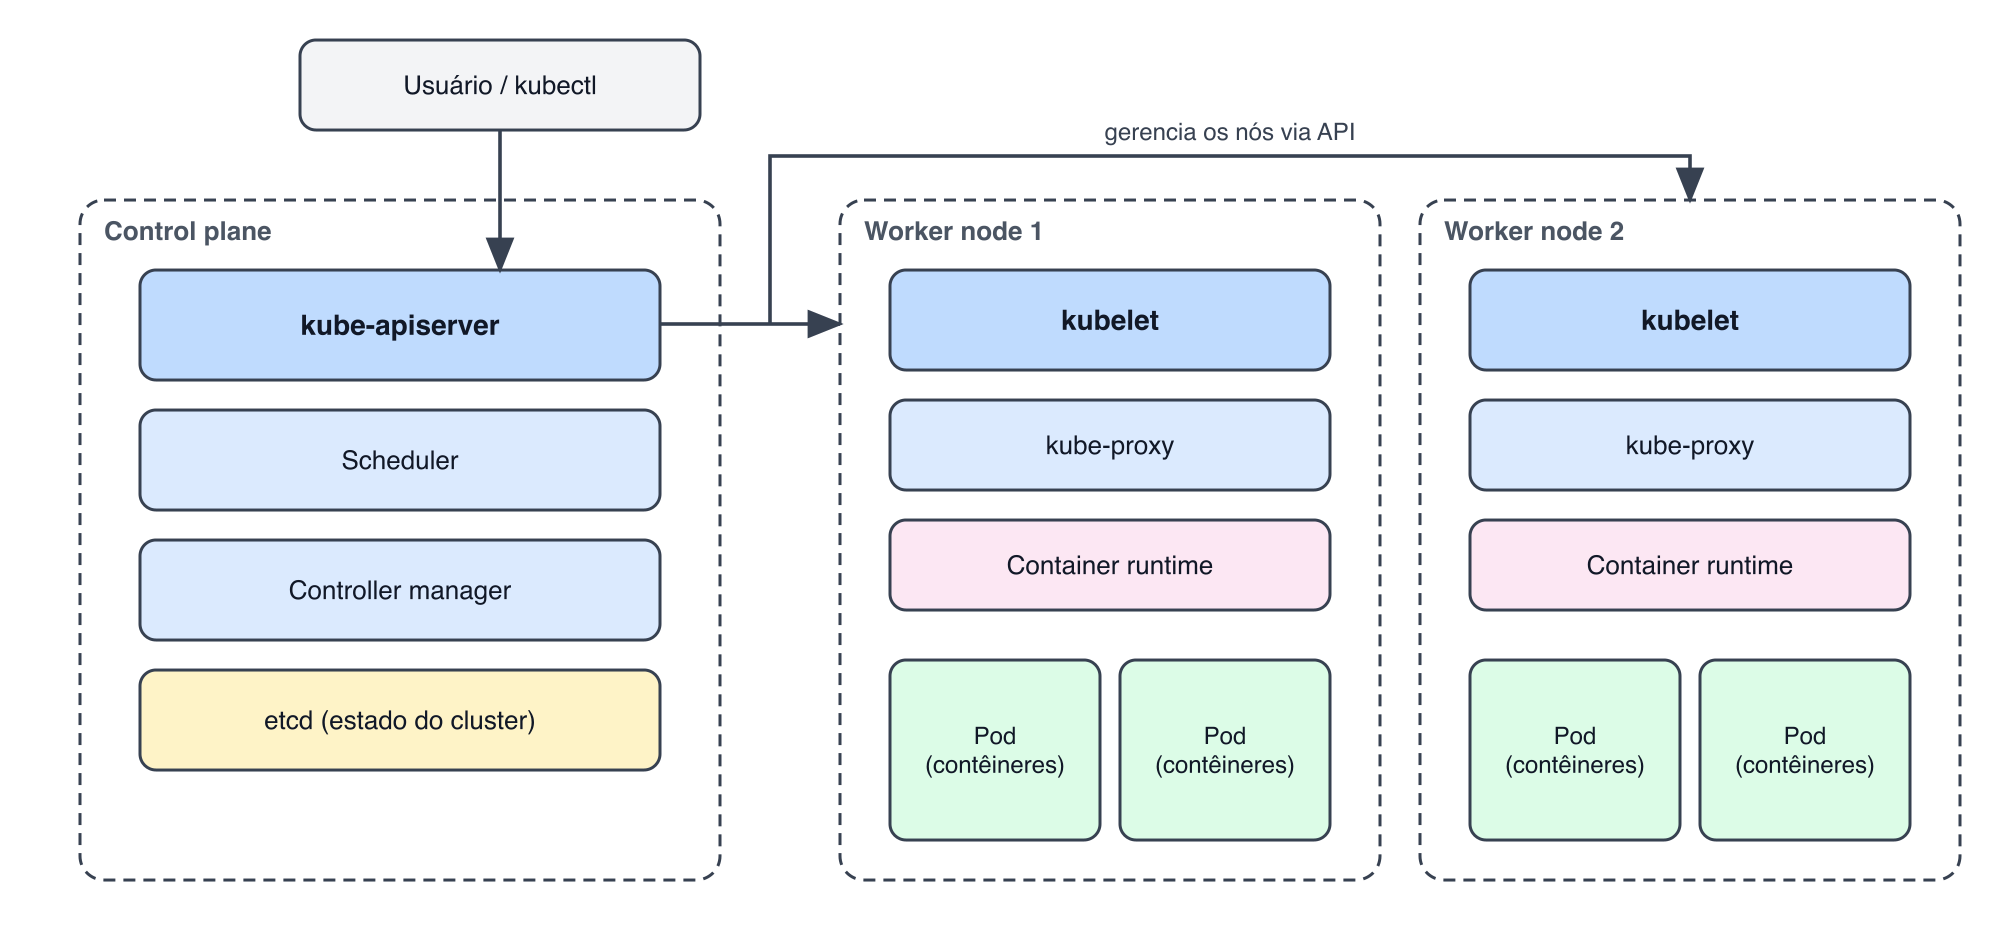 Usuário / kubectl
gerencia os nós via API
Control plane
kube-apiserver
Scheduler
Controller manager
etcd (estado do cluster)
Worker node 1
kubelet
kube-proxy
Container runtime
Pod
(contêineres)
Pod
(contêineres)
Worker node 2
kubelet
kube-proxy
Container runtime
Pod
(contêineres)
Pod
(contêineres)